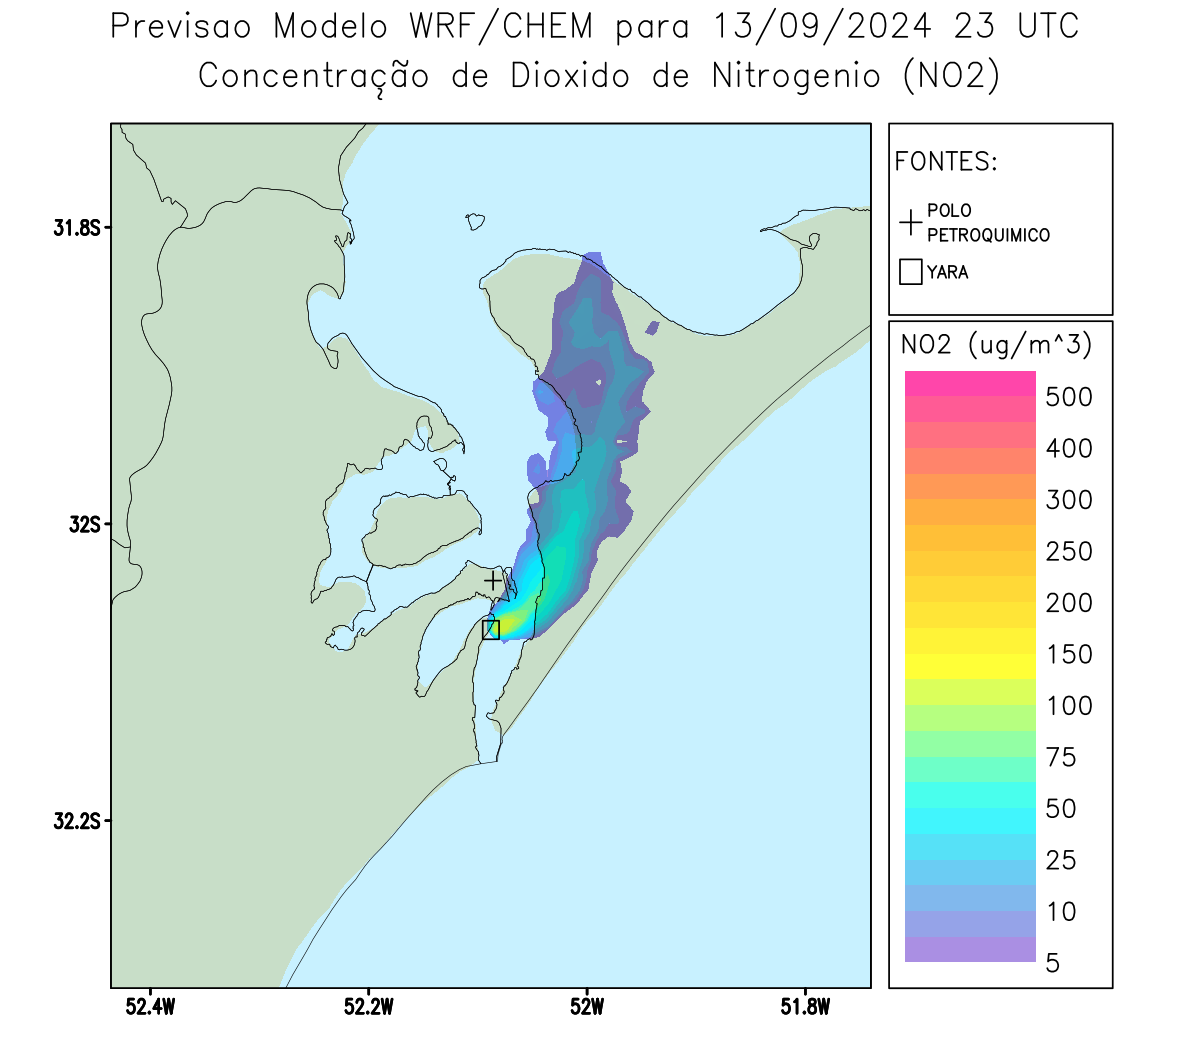 Previsao Modelo WRF/CHEM para 13/09/2024 23 UTC
Concentração de Dioxido de Nitrogenio (NO2)
FONTES:
POLO
PETROQUIMICO
YARA
NO2 (ug/m^3)
500
400
300
250
200
150
100
75
50
25
10
5
31.8S
32S
32.2S
52.4W
52.2W
52W
51.8W